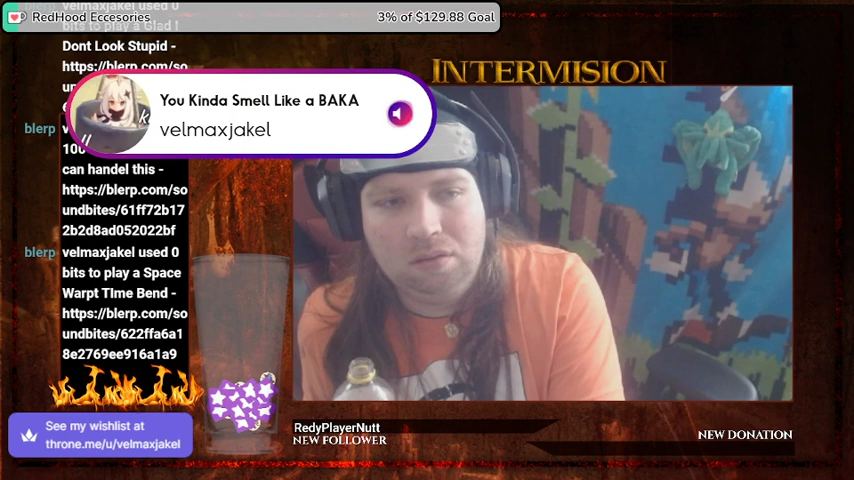 RedHood Eccesories
3% of $129.88 Goal
bits to play a Glad !
Dont Look Stupid -
https://blerp.com/so
blerp
100
can handel this -
https://blerp.com/so
undbites/61ff72b17
2b2d8ad052022bf
blerp velmaxjakel used 0
bits to play a Space
Warpt TIme Bend -
https://blerp.com/so
undbites/622ffa6a1
8e2769ee916a1a9
You Kinda Smell Like a BAKA
velmaxjakel
INTERMISION
See my wishlist at
throne.me/u/velmaxjakel
RedyPlayerNutt
NEW FOLLOWER
NEW DONATION